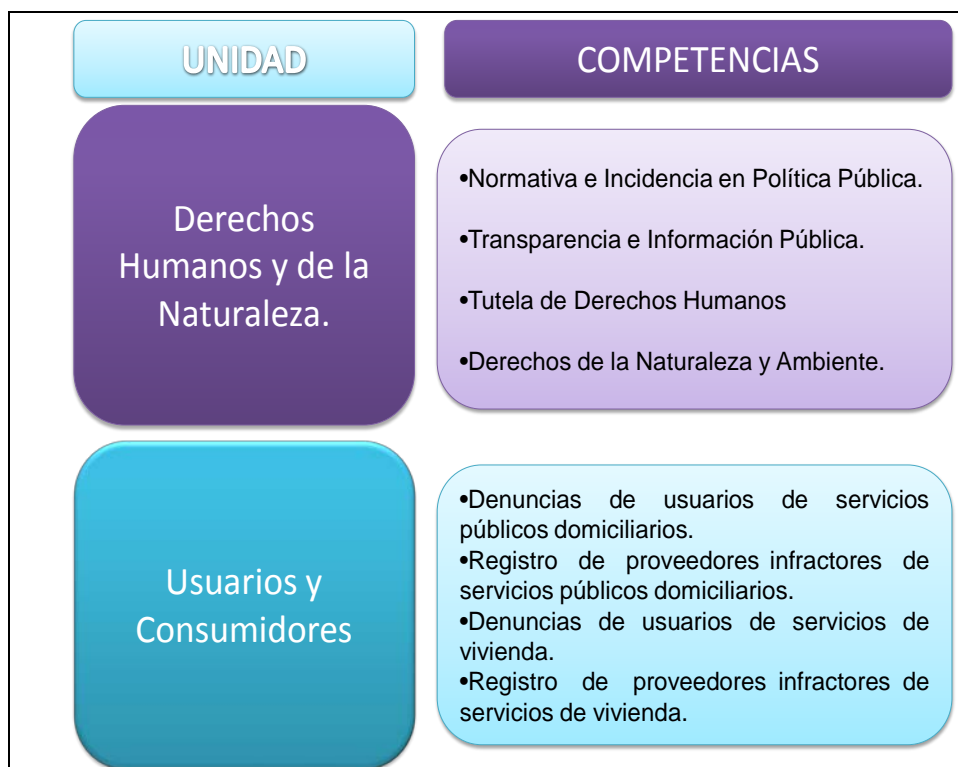 UNIDAD
COMPETENCIAS
Derechos
Humanos y de la
Naturaleza.
•Normativa e Incidencia en Política Pública.
•Transparencia e Información Pública.
•Tutela de Derechos Humanos
•Derechos de la Naturaleza y Ambiente.
Usuarios y
Consumidores
•Denuncias de usuarios de servicios
públicos domiciliarios.
•Registro de proveedores infractores de
servicios públicos domiciliarios.
•Denuncias de usuarios de servicios de
vivienda.
•Registro de proveedores infractores de
servicios de vivienda.